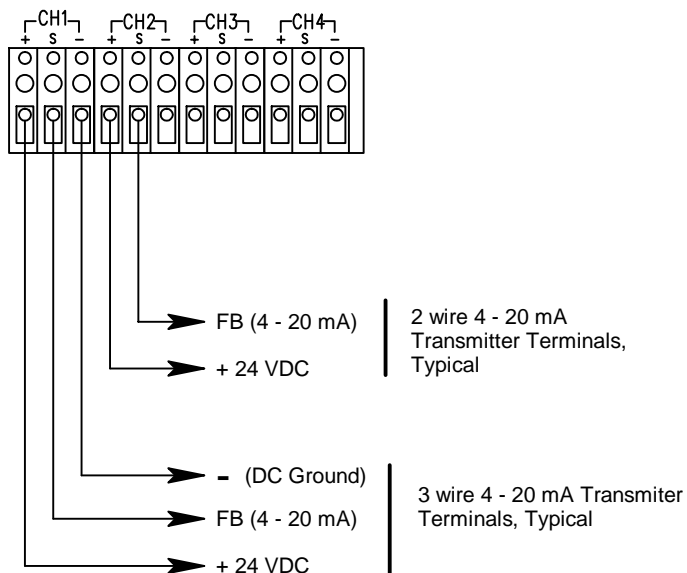 CH1 CH2 CH3 CH4
+ S - + S - + S - + S -
FB (4 - 20 mA)
+ 24 VDC
2 wire 4 - 20 mA
Transmitter Terminals,
Typical
- (DC Ground)
FB (4 - 20 mA)
+ 24 VDC
3 wire 4 - 20 mA Transmiter
Terminals, Typical